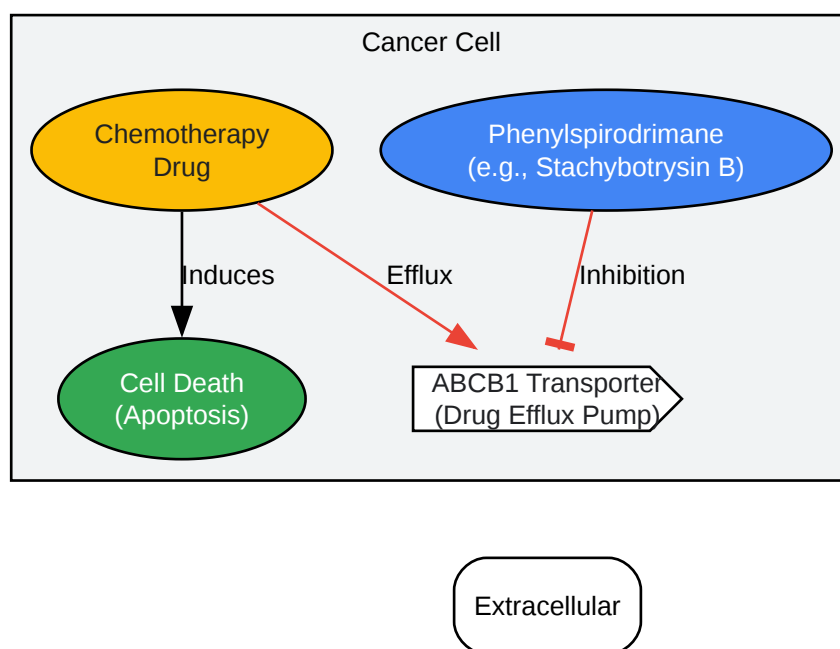 Cancer Cell
Chemotherapy
Drug
Phenylspirodrimane
(e.g., Stachybotrysin B)
Induces
Efflux
Inhibition
Cell Death
(Apoptosis)
ABCB1 Transporter
(Drug Efflux Pump)
Extracellular